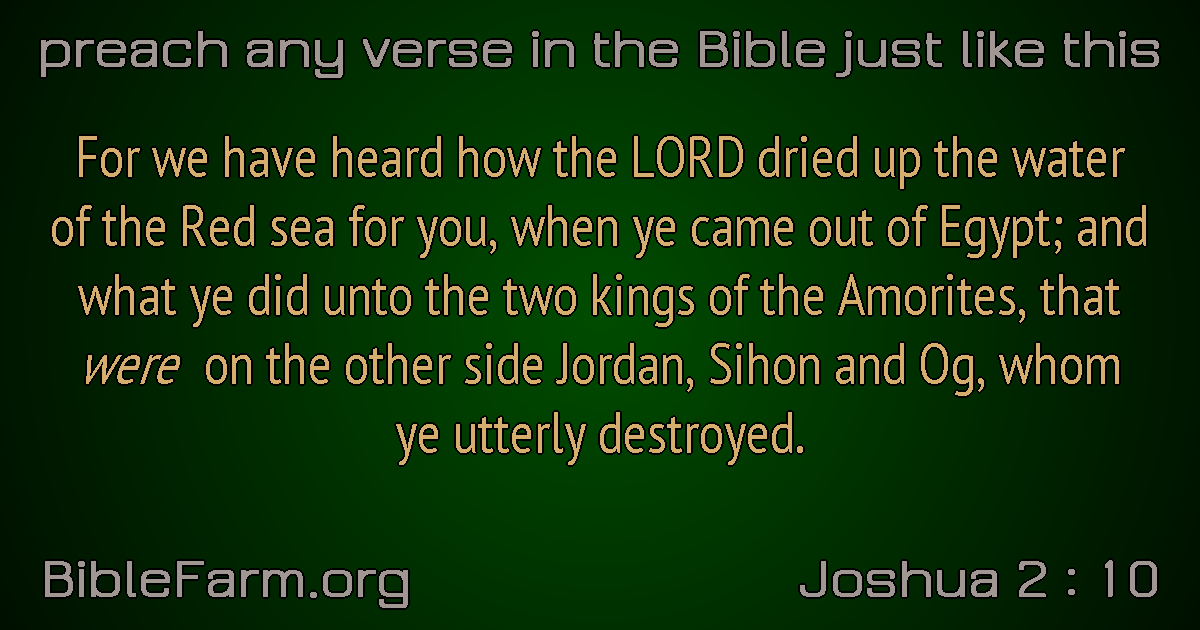 preach any verse in the Bible just like this
For we have heard how the LORD dried up the water
of the Red sea for you, when ye came out of Egypt; and
what ye did unto the two kings of the Amorites, that
were on the other side Jordan, Sihon and Og, whom
ye utterly destroyed.
BibleFarm.org
Joshua 2 : 10